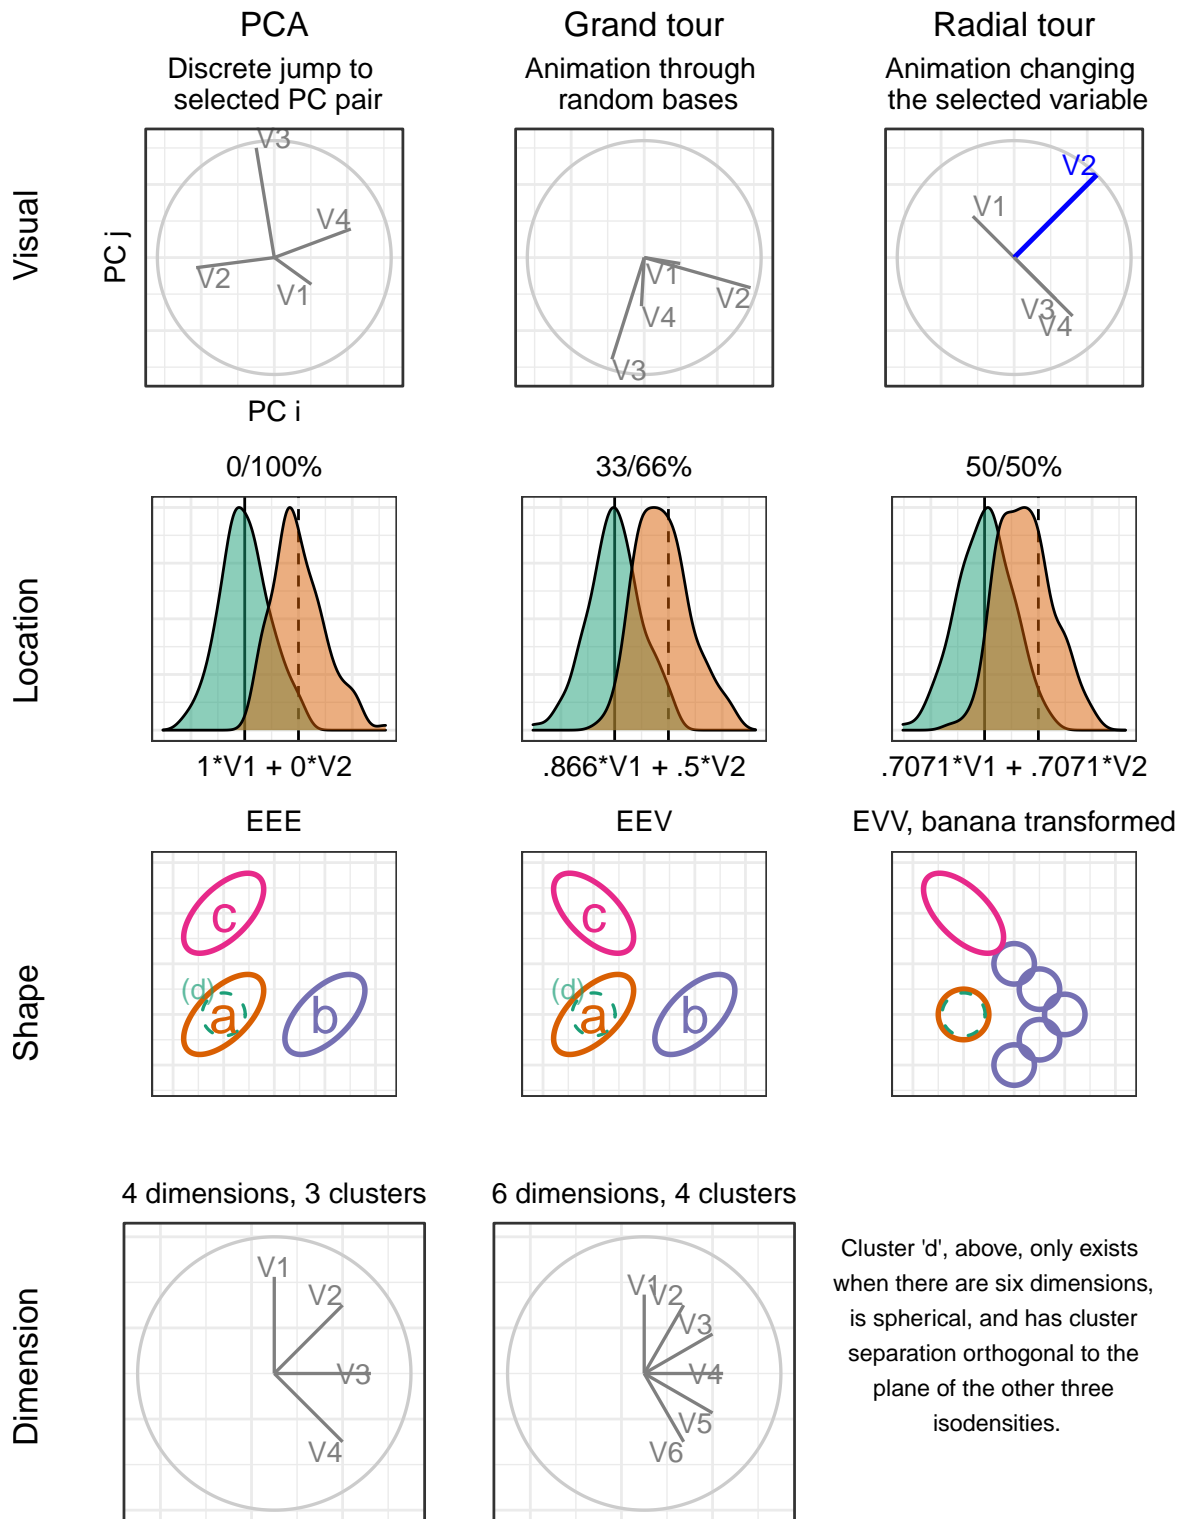 PCA
Grand tour
Radial tour
Discrete jump to
selected PC pair
Animation through
random bases
Animation changing
the selected variable
Visual
PC j
V3
V4
V2
V1
PC i
V1
V2
V4
V3
V2
V1
V3
V4
Location
0/100%
33/66%
50/50%
1*V1 + 0*V2
.866*V1 + .5*V2
.7071*V1 + .7071*V2
Shape
EEE
EEV
EVV, banana transformed
c
(d)
a
b
c
(d)
a
b
Dimension
4 dimensions, 3 clusters
6 dimensions, 4 clusters
V1
V2
V3
V4
V1
V2
V3
V4
V5
V6
Cluster 'd', above, only exists
when there are six dimensions,
is spherical, and has cluster
separation orthogonal to the
plane of the other three
isodensities.